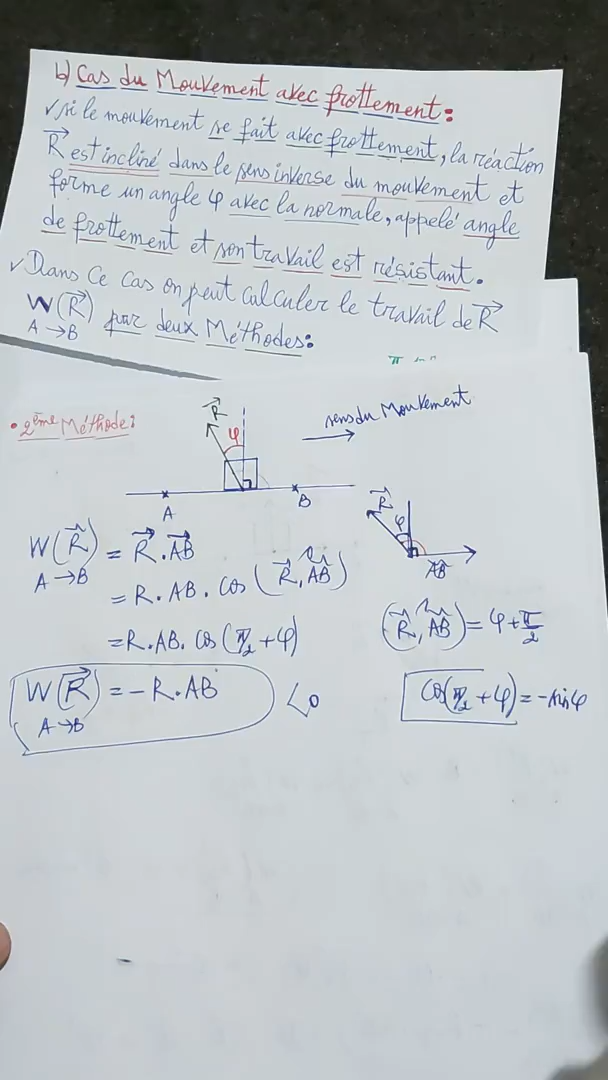 b) Cas du Mouvement avec frottement:
✓ si le mouvement se fait avec frottement, la réaction
R⃗ est incliné dans le sens inverse du mouvement et
forme un angle φ avec la normale, appelé angle
de frottement et son travail est résistant.
✓ Dans ce cas on peut calculer le travail de R⃗
W(R⃗) par deux Méthodes:
A→B
• 2ème Méthode:
R⃗
φ
sens du Mouvement
A
B
R⃗
φ
AB⃗
W(R⃗) = R⃗.AB⃗
A→B
= R.AB.cos(R⃗,AB⃗)
(R⃗,AB⃗) = φ+π/2
= R.AB.cos(π/2+φ)
W(R⃗) = -R.AB <0
A→B
cos(π/2+φ) = -sinφ